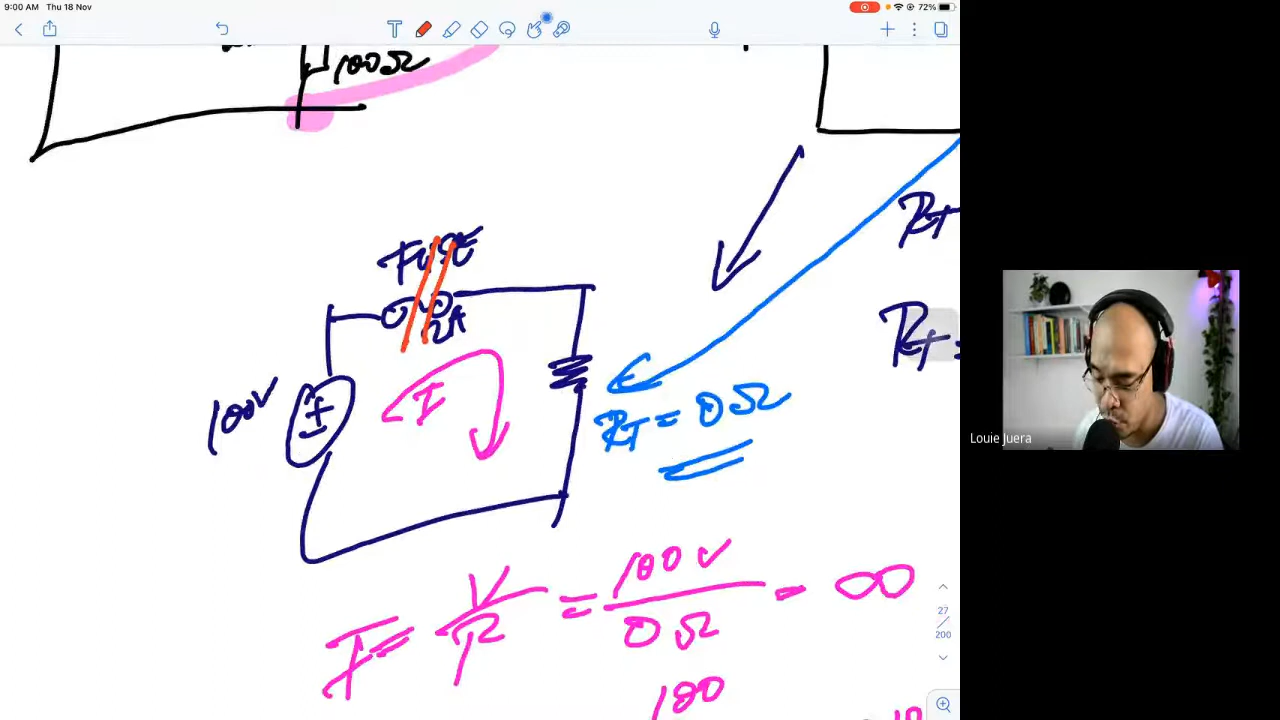 9:00 AM Thu 18 Nov
72%
100Ω
FUSE
2A
RT
RT =
I
100V
RT = 0Ω
Louie Juera
I = V/R = 100V/0Ω = ∞
27
200
100